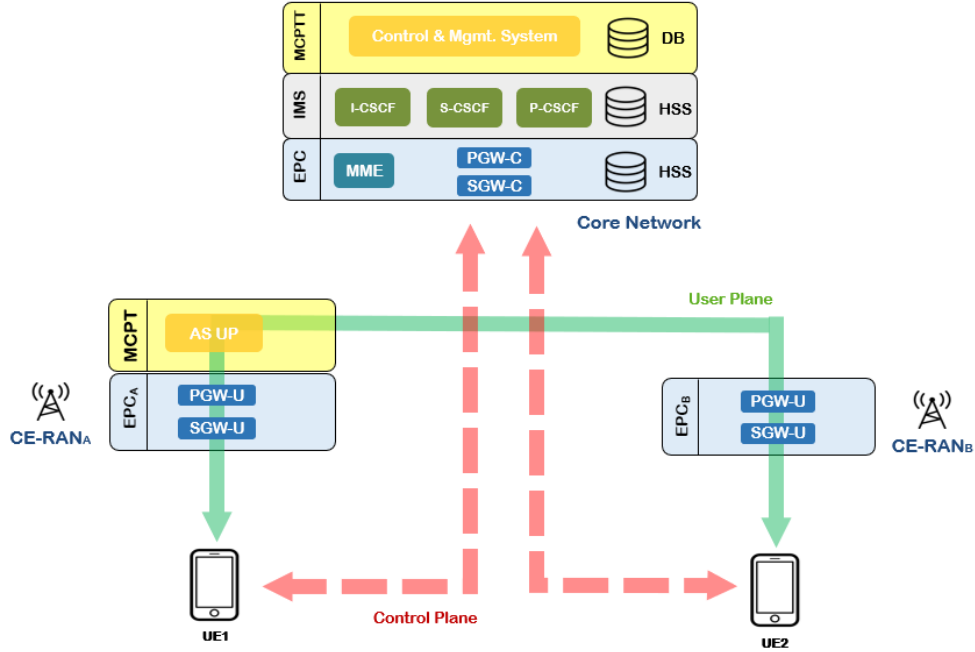 MCPTT
Control & Mgmt. System
DB
IMS
I-CSCF
S-CSCF
P-CSCF
HSS
EPC
MME
PGW-C
SGW-C
HSS
Core Network
User Plane
MCPT
AS UP
EPCA
PGW-U
SGW-U
CE-RANA
EPCB
PGW-U
SGW-U
CE-RANB
Control Plane
UE1
UE2